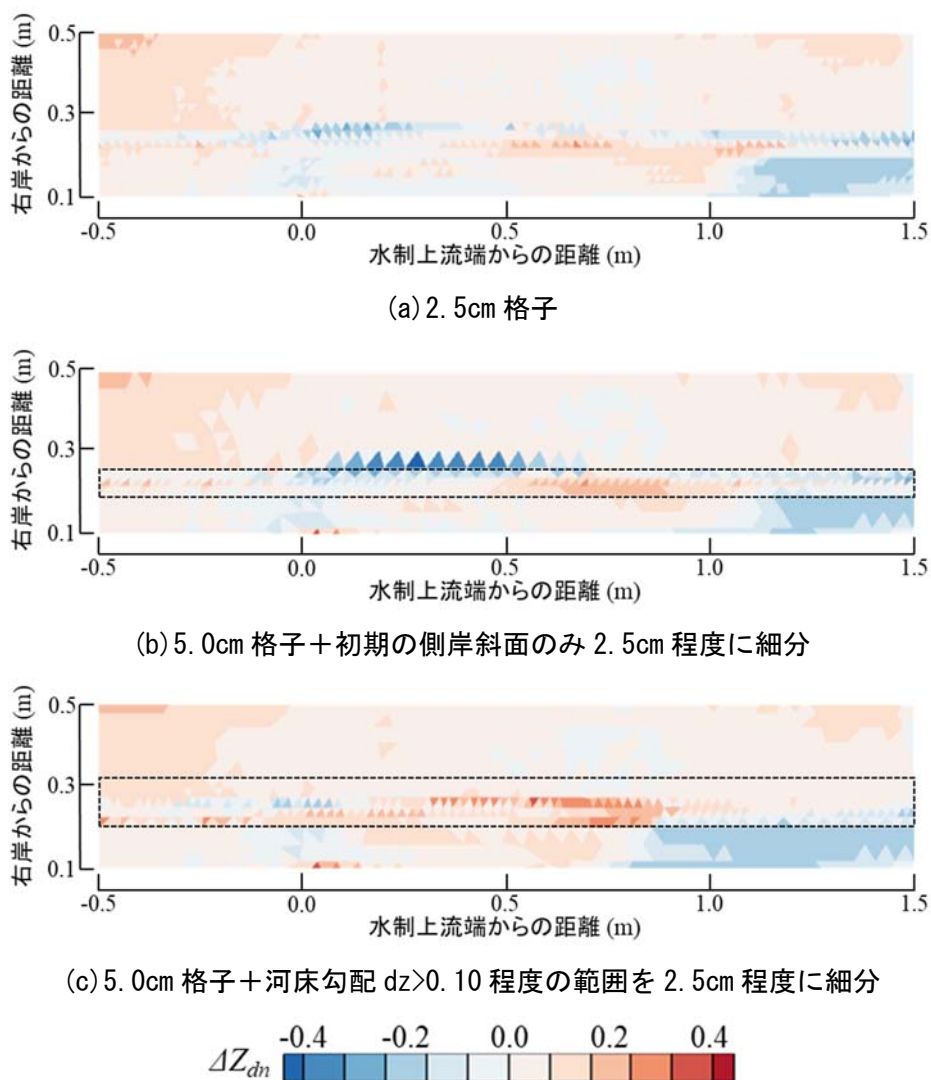 右岸からの距離 (m)
0.5
0.3
0.1
-0.5 0.0 0.5 1.0 1.5
水制上流端からの距離 (m)
(a)2.5cm 格子
右岸からの距離 (m)
0.5
0.3
0.1
-0.5 0.0 0.5 1.0 1.5
水制上流端からの距離 (m)
(b)5.0cm 格子+初期の側岸斜面のみ 2.5cm 程度に細分
右岸からの距離 (m)
0.5
0.3
0.1
-0.5 0.0 0.5 1.0 1.5
水制上流端からの距離 (m)
(c)5.0cm 格子+河床勾配 dz>0.10 程度の範囲を 2.5cm 程度に細分
-0.4 -0.2 0.0 0.2 0.4
ΔZdn